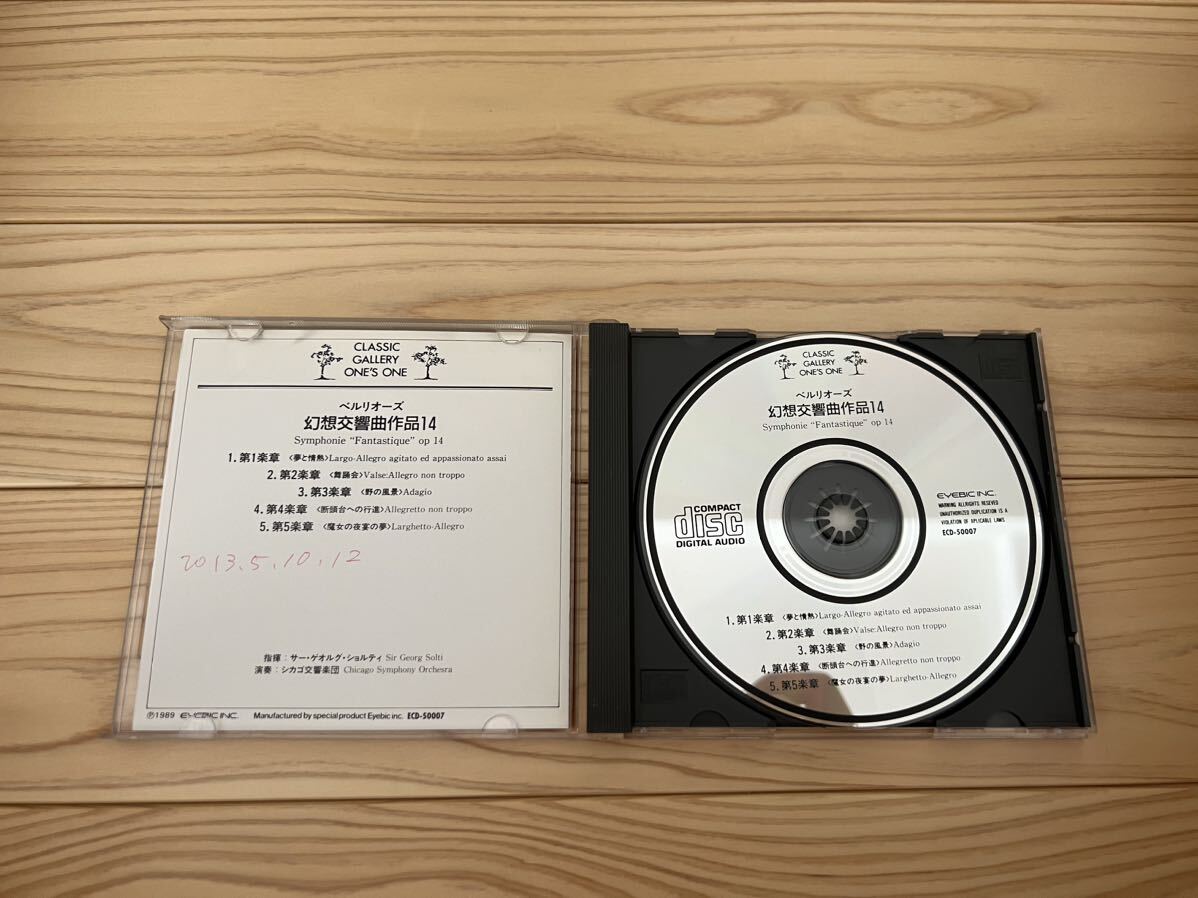 CLASSIC
GALLERY
ONE'S ONE
ベルリオーズ
幻想交響曲作品14
Symphonie "Fantastique" op 14
1. 第1楽章 〈夢と情熱〉Largo-Allegro agitato ed appassionato assai
2. 第2楽章 〈舞踊会〉Valse:Allegro non troppo
3. 第3楽章 〈野の風景〉Adagio
4. 第4楽章 〈断頭台への行進〉Allegretto non troppo
5. 第5楽章 〈魔女の夜宴の夢〉Larghetto-Allegro
2013.5.10.12
指揮：サー・ゲオルグ・ショルティ Sir Georg Solti
演奏：シカゴ交響楽団 Chicago Symphony Orchesra
Ⓟ1989 EYEBIC INC. Manufactured by special product Eyebic inc. ECD-50007
CLASSIC
GALLERY
ONE'S ONE
ベルリオーズ
幻想交響曲作品14
Symphonie "Fantastique" op 14
COMPACT
disc
DIGITAL AUDIO
EYEBIC INC.
WARNING ALLRIGHTS RESEVED
UNAUTHORIZED DUPLICATION IS A
VIOLATION OF APLICABLE LAWS
ECD-50007
1. 第1楽章 〈夢と情熱〉Largo-Allegro agitato ed appassionato assai
2. 第2楽章 〈舞踊会〉Valse:Allegro non troppo
3. 第3楽章 〈野の風景〉Adagio
4. 第4楽章 〈断頭台への行進〉Allegretto non troppo
5. 第5楽章 〈魔女の夜宴の夢〉Larghetto-Allegro